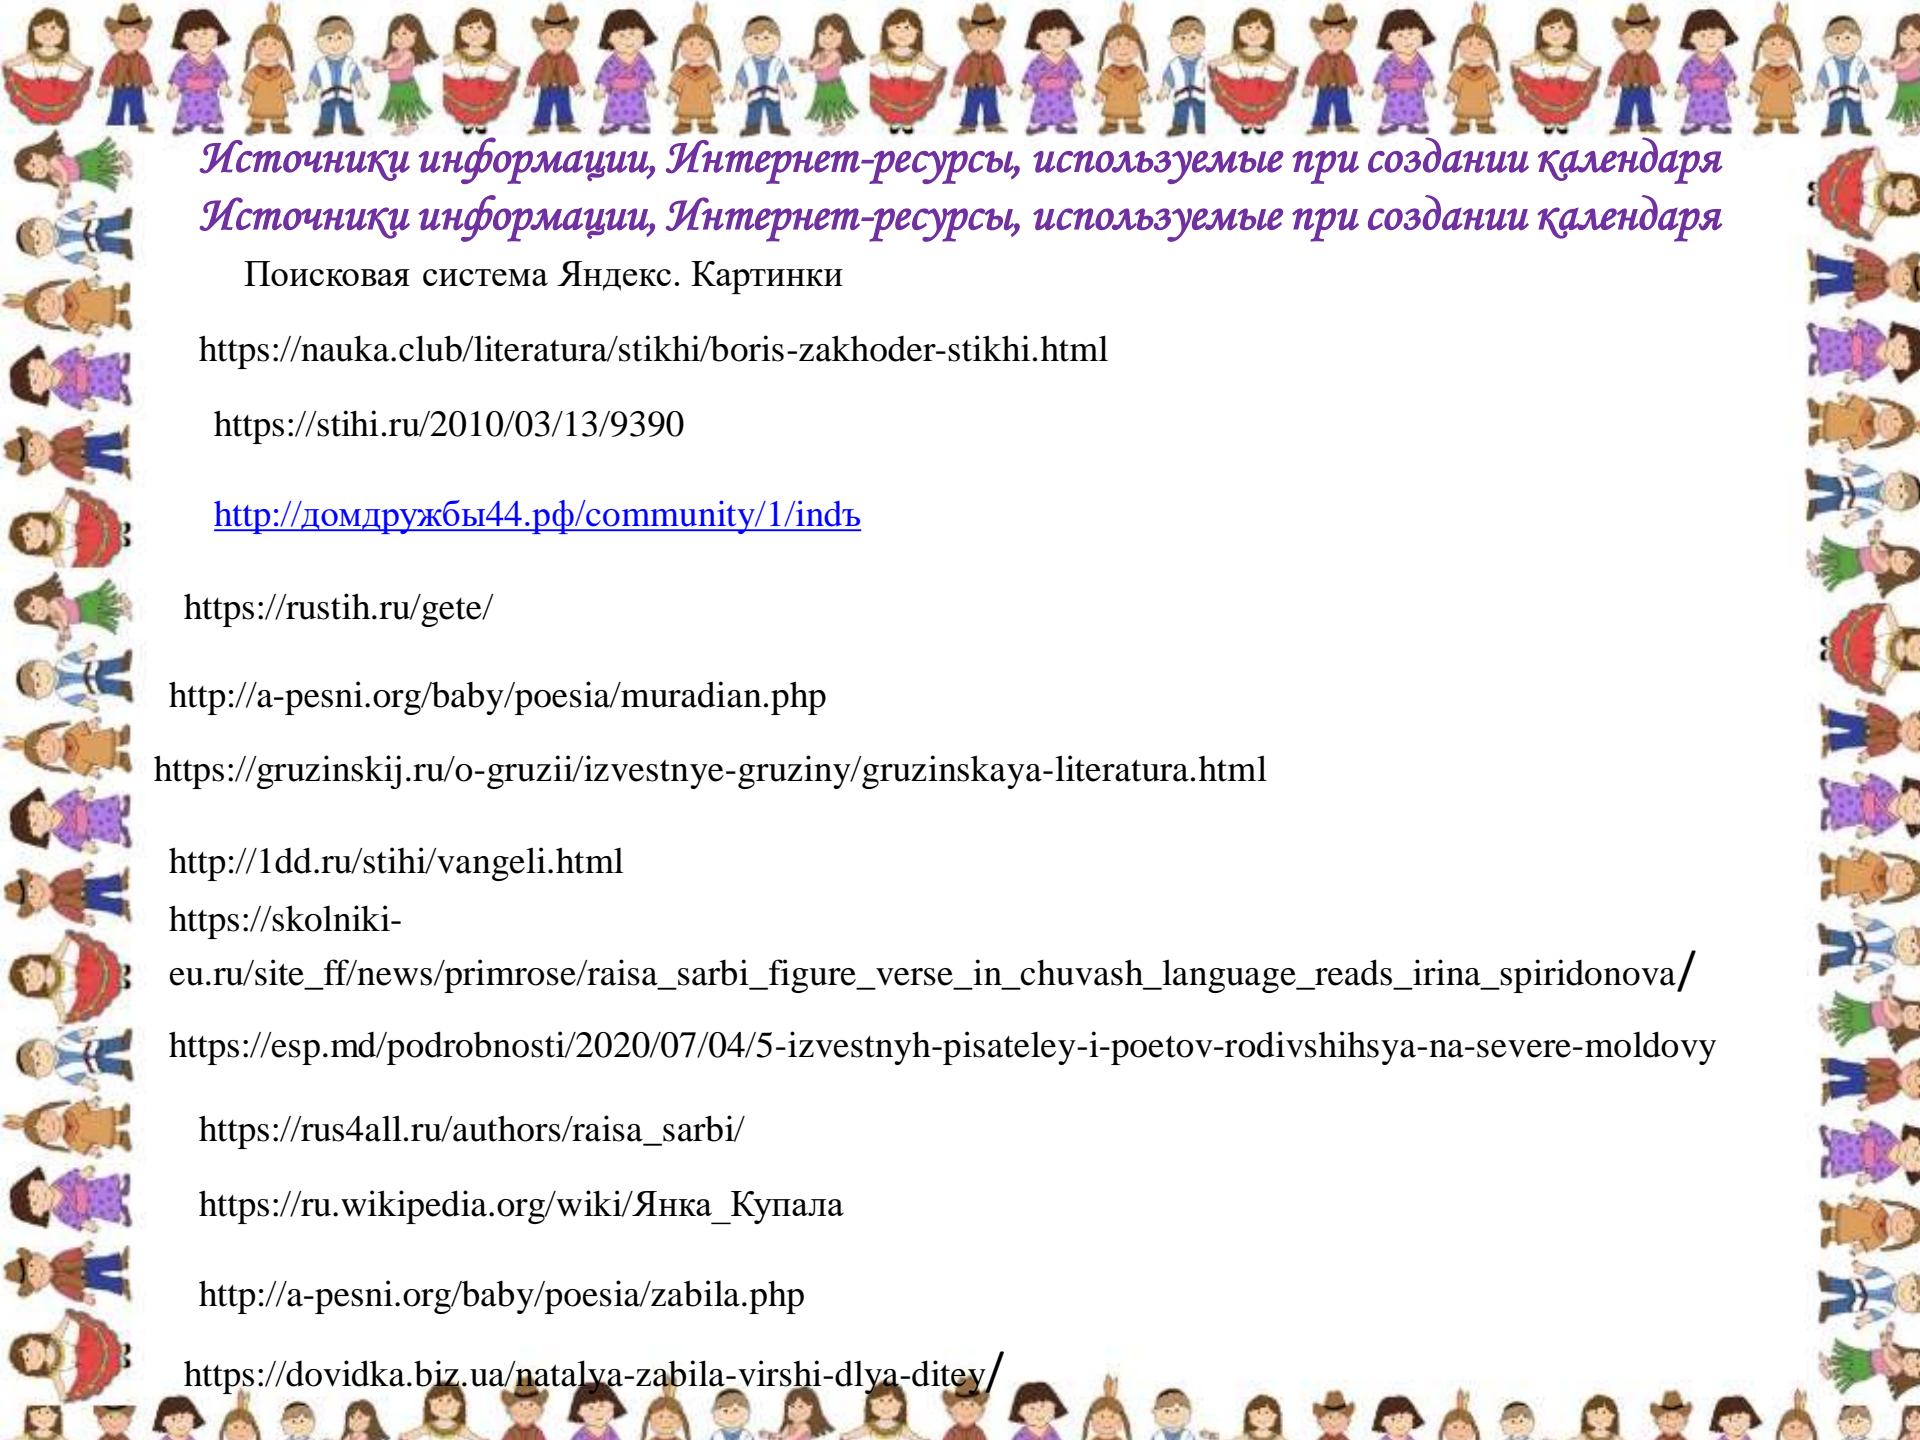 Источники информации, Интернет-ресурсы, используемые при создании календаря
Источники информации, Интернет-ресурсы, используемые при создании календаря
Поисковая система Яндекс. Картинки
https://nauka.club/literatura/stikhi/boris-zakhoder-stikhi.html
https://stihi.ru/2010/03/13/9390
http://домдружбы44.рф/community/1/indъ
https://rustih.ru/gete/
http://a-pesni.org/baby/poesia/muradian.php
https://gruzinskij.ru/o-gruzii/izvestnye-gruziny/gruzinskaya-literatura.html
http://1dd.ru/stihi/vangeli.html
https://skolniki-
eu.ru/site_ff/news/primrose/raisa_sarbi_figure_verse_in_chuvash_language_reads_irina_spiridonova/
https://esp.md/podrobnosti/2020/07/04/5-izvestnyh-pisateley-i-poetov-rodivshihsya-na-severe-moldovy
https://rus4all.ru/authors/raisa_sarbi/
https://ru.wikipedia.org/wiki/Янка_Купала
http://a-pesni.org/baby/poesia/zabila.php
https://dovidka.biz.ua/natalya-zabila-virshi-dlya-ditey/